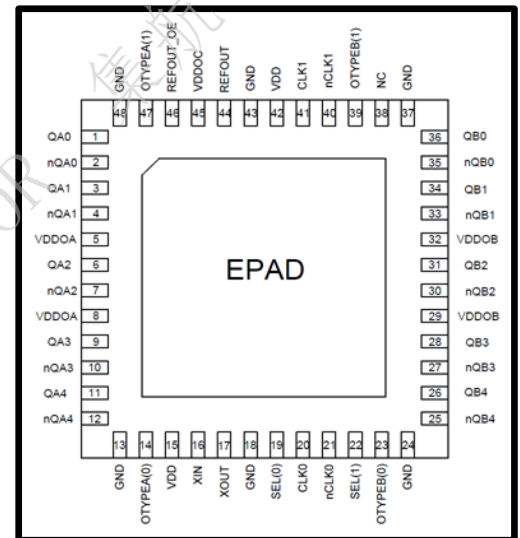 GND OTYPEA(1) REFOUT_OE VDDOC REFOUT GND VDD CLK1 nCLK1 OTYPEB(1) NC GND
48 47 46 45 44 43 42 41 40 39 38 37
QA0 1 36 QB0
nQA0 2 35 nQB0
QA1 3 34 QB1
nQA1 4 33 nQB1
VDDOA 5 32 VDDOB
QA2 6 31 QB2
nQA2 7 30 nQB2
VDDOA 8 29 VDDOB
QA3 9 28 QB3
nQA3 10 27 nQB3
QA4 11 26 QB4
nQA4 12 25 nQB4
EPAD
13 14 15 16 17 18 19 20 21 22 23 24
GND OTYPEA(0) VDD XIN XOUT GND SEL(0) CLK0 nCLK0 SEL(1) OTYPEB(0) GND
集航
OR